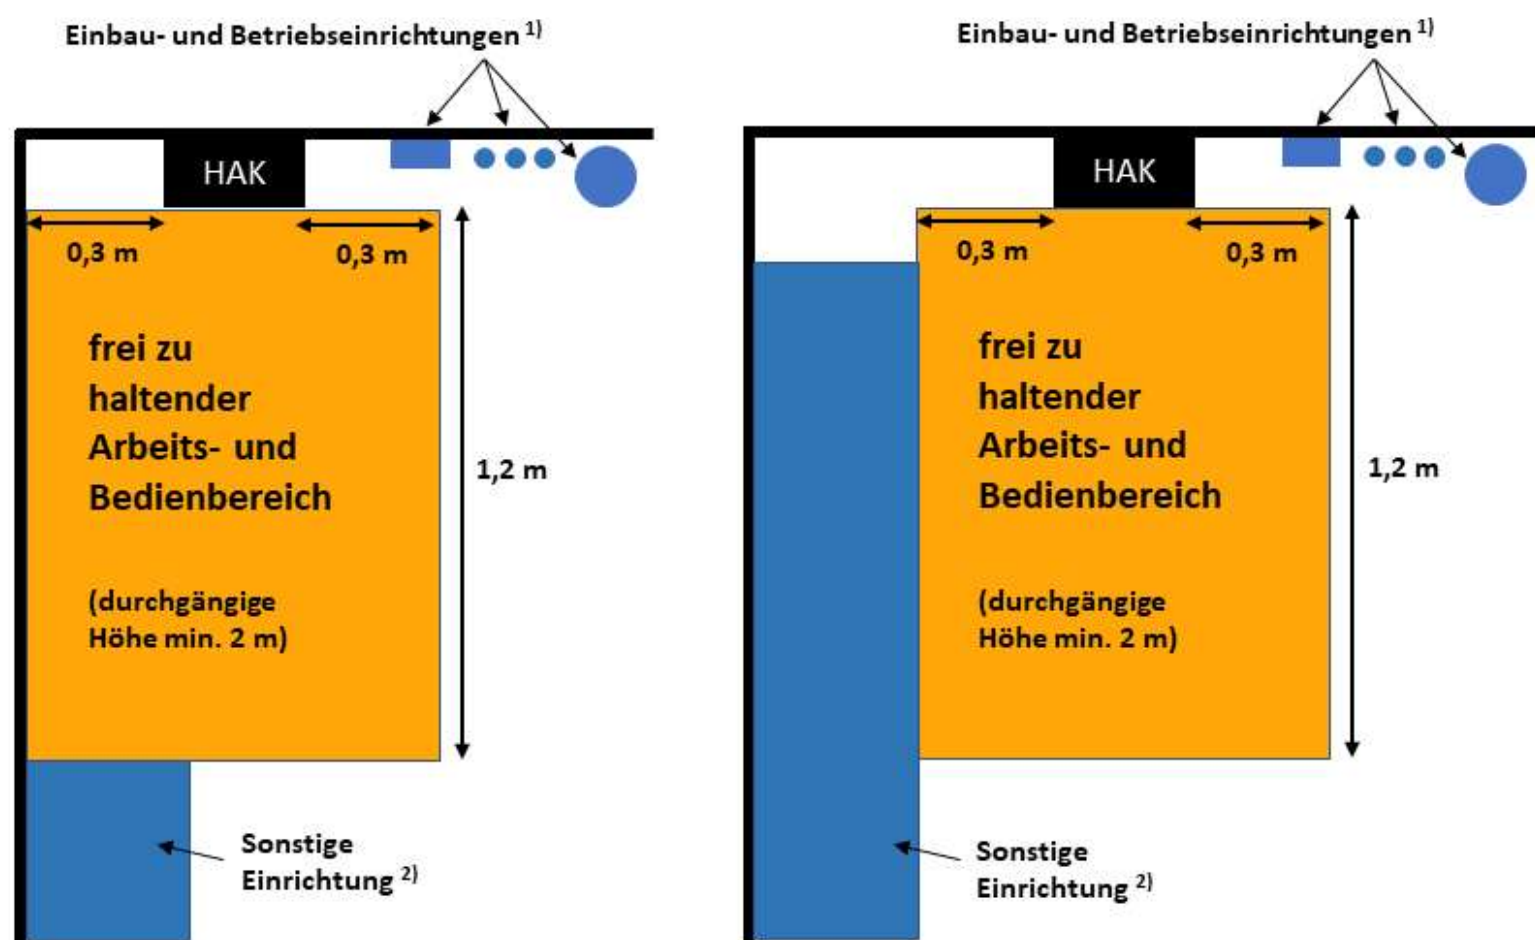 Einbau- und Betriebseinrichtungen 1)
HAK
0,3 m
0,3 m
frei zu
haltender
Arbeits- und
Bedienbereich
1,2 m
(durchgängige
Höhe min. 2 m)
Sonstige
Einrichtung 2)
Einbau- und Betriebseinrichtungen 1)
HAK
0,3 m
0,3 m
frei zu
haltender
Arbeits- und
Bedienbereich
1,2 m
(durchgängige
Höhe min. 2 m)
Sonstige
Einrichtung 2)